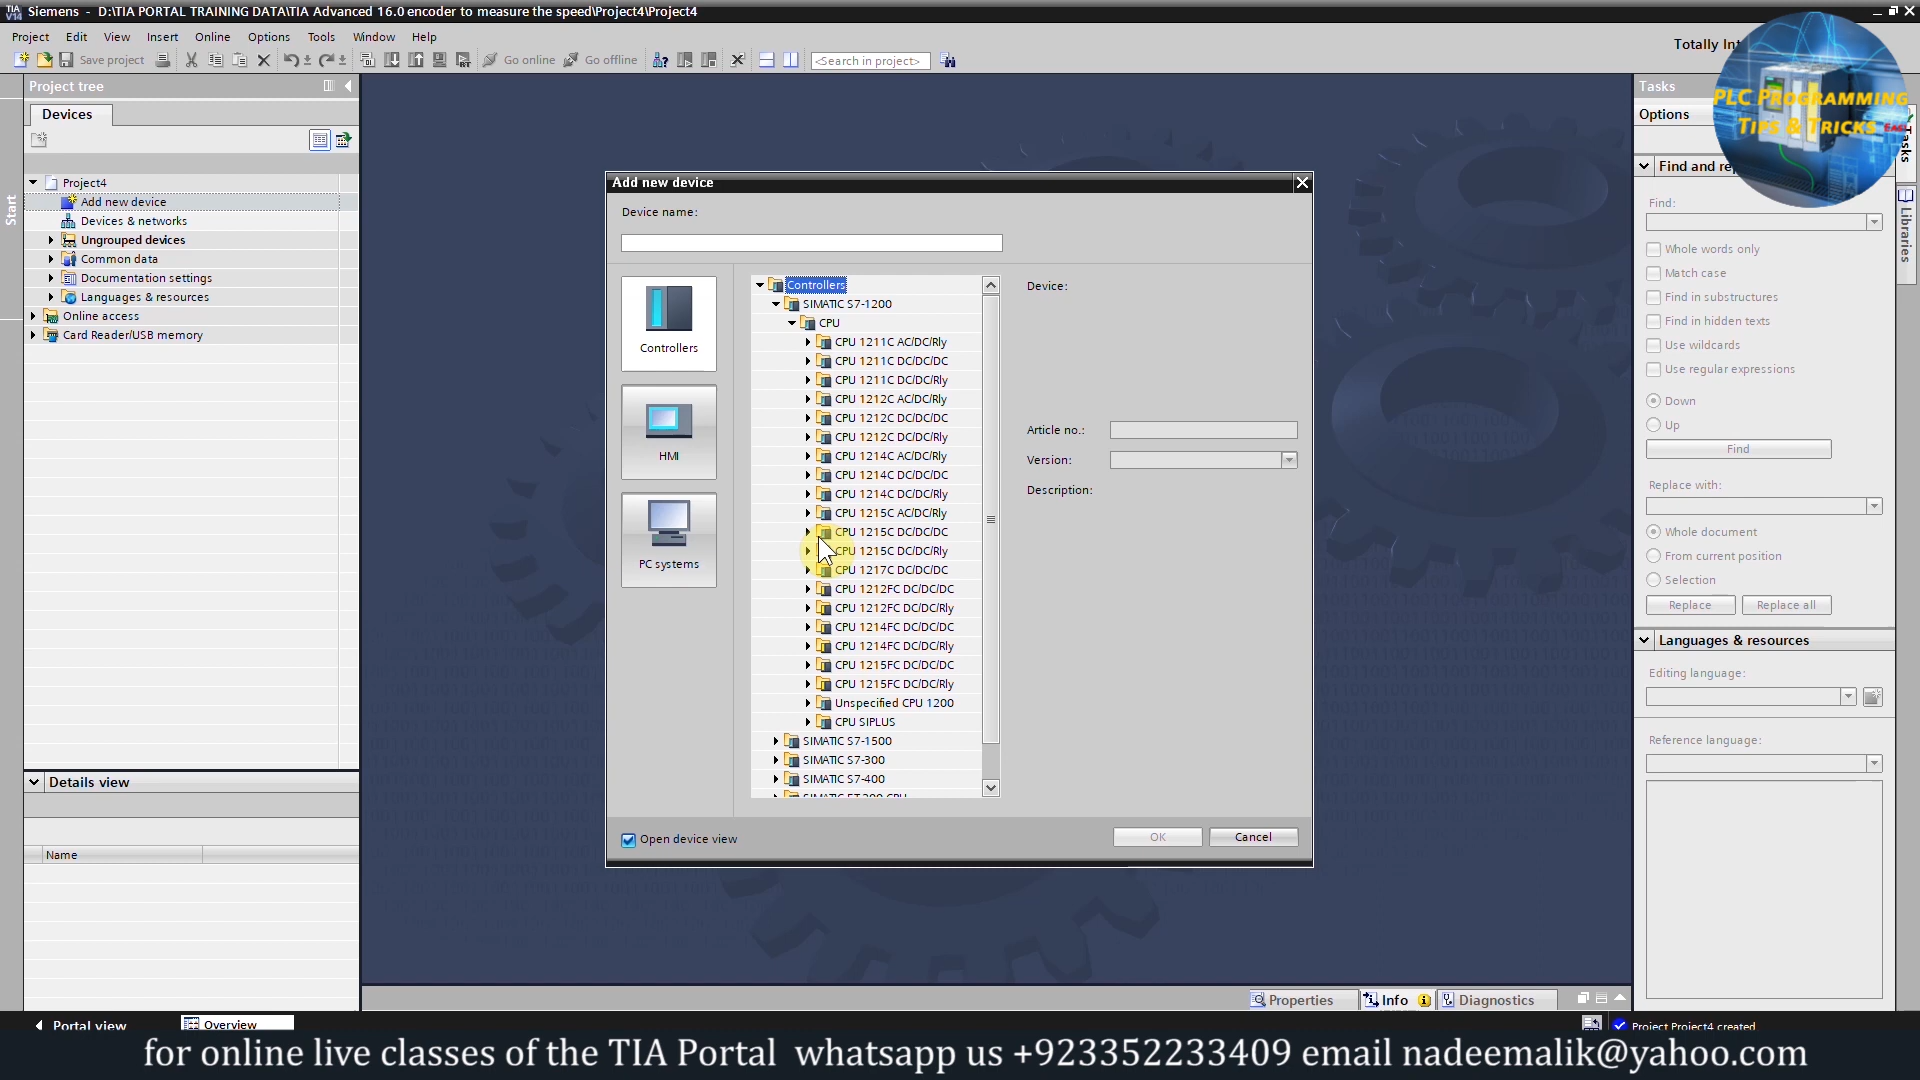 TIA V14 Siemens - D:\TIA PORTAL TRAINING DATA\TIA Advanced 16.0 encoder to measure the speed\Project4\Project4
Project Edit View Insert Online Options Tools Window Help
Totally Int
Save project Go online Go offline <Search in project>
PLC PROGRAMMING
TIPS & TRICKS EASY
Project tree
Devices
Start
Project4
Add new device
Devices & networks
Ungrouped devices
Common data
Documentation settings
Languages & resources
Online access
Card Reader/USB memory
Details view
Name
Add new device
Device name:
Controllers
HMI
PC systems
Controllers
SIMATIC S7-1200
CPU
CPU 1211C AC/DC/Rly
CPU 1211C DC/DC/DC
CPU 1211C DC/DC/Rly
CPU 1212C AC/DC/Rly
CPU 1212C DC/DC/DC
CPU 1212C DC/DC/Rly
CPU 1214C AC/DC/Rly
CPU 1214C DC/DC/DC
CPU 1214C DC/DC/Rly
CPU 1215C AC/DC/Rly
CPU 1215C DC/DC/DC
CPU 1215C DC/DC/Rly
CPU 1217C DC/DC/DC
CPU 1212FC DC/DC/DC
CPU 1212FC DC/DC/Rly
CPU 1214FC DC/DC/DC
CPU 1214FC DC/DC/Rly
CPU 1215FC DC/DC/DC
CPU 1215FC DC/DC/Rly
Unspecified CPU 1200
CPU SIPLUS
SIMATIC S7-1500
SIMATIC S7-300
SIMATIC S7-400
Device:
Article no.:
Version:
Description:
Open device view
OK Cancel
Tasks
Options
Find and re
Find:
Whole words only
Match case
Find in substructures
Find in hidden texts
Use wildcards
Use regular expressions
Down
Up
Find
Replace with:
Whole document
From current position
Selection
Replace Replace all
Languages & resources
Editing language:
Reference language:
Tasks
Libraries
Properties Info Diagnostics
Portal view Overview
Project Project4 created
for online live classes of the TIA Portal whatsapp us +923352233409 email nadeemalik@yahoo.com